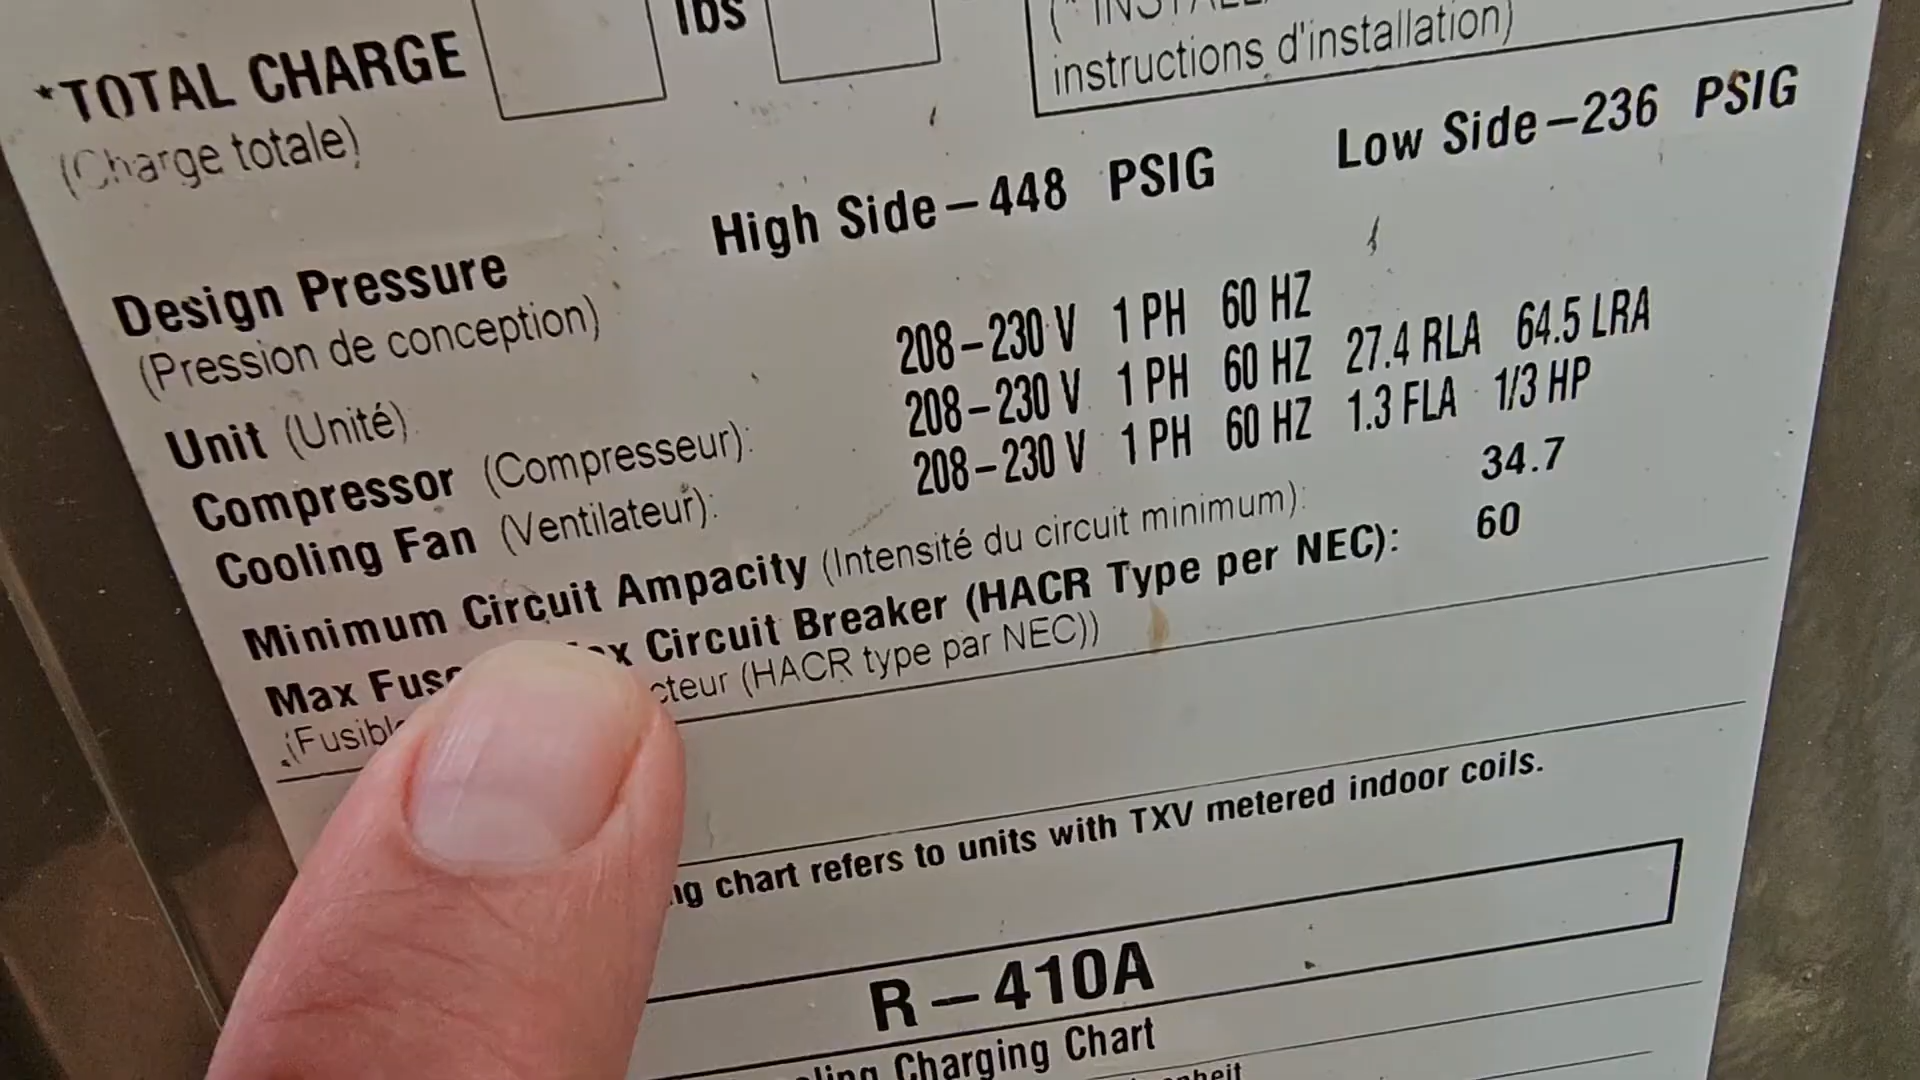 *TOTAL CHARGE lbs
(Charge totale)
instructions d'installation)
Design Pressure High Side–448 PSIG Low Side–236 PSIG
(Pression de conception)
Unit (Unité) 208–230 V 1 PH 60 HZ
Compressor (Compresseur): 208–230 V 1 PH 60 HZ 27.4 RLA 64.5 LRA
Cooling Fan (Ventilateur): 208–230 V 1 PH 60 HZ 1.3 FLA 1/3 HP
Minimum Circuit Ampacity (Intensité du circuit minimum): 34.7
Max Circuit Breaker (HACR Type per NEC): 60
(HACR type par NEC))
chart refers to units with TXV metered indoor coils.
R–410A
Charging Chart